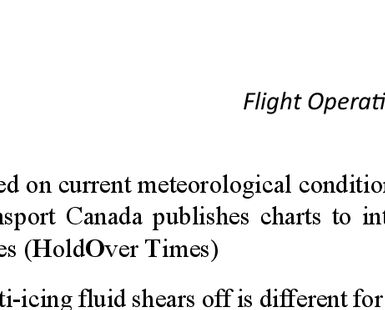 Flight Operati
ed on current meteorological condition
nsport Canada publishes charts to int
es (HoldOver Times)
ti-icing fluid shears off is different for